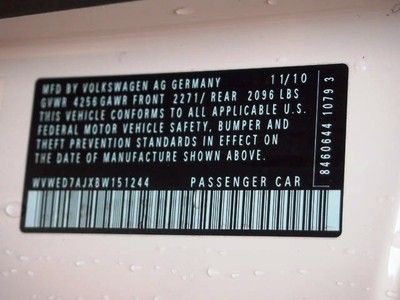 MFD BY VOLKSWAGEN AG GERMANY 11/10
GVWR 4256 GAWR FRONT 2271/ REAR 2096 LBS
THIS VEHICLE CONFORMS TO ALL APPLICABLE U.S.
FEDERAL MOTOR VEHICLE SAFETY, BUMPER AND
THEFT PREVENTION STANDARDS IN EFFECT ON
THE DATE OF MANUFACTURE SHOWN ABOVE.
WVWED7AJXBW151244 PASSENGER CAR
8460644 1079 3